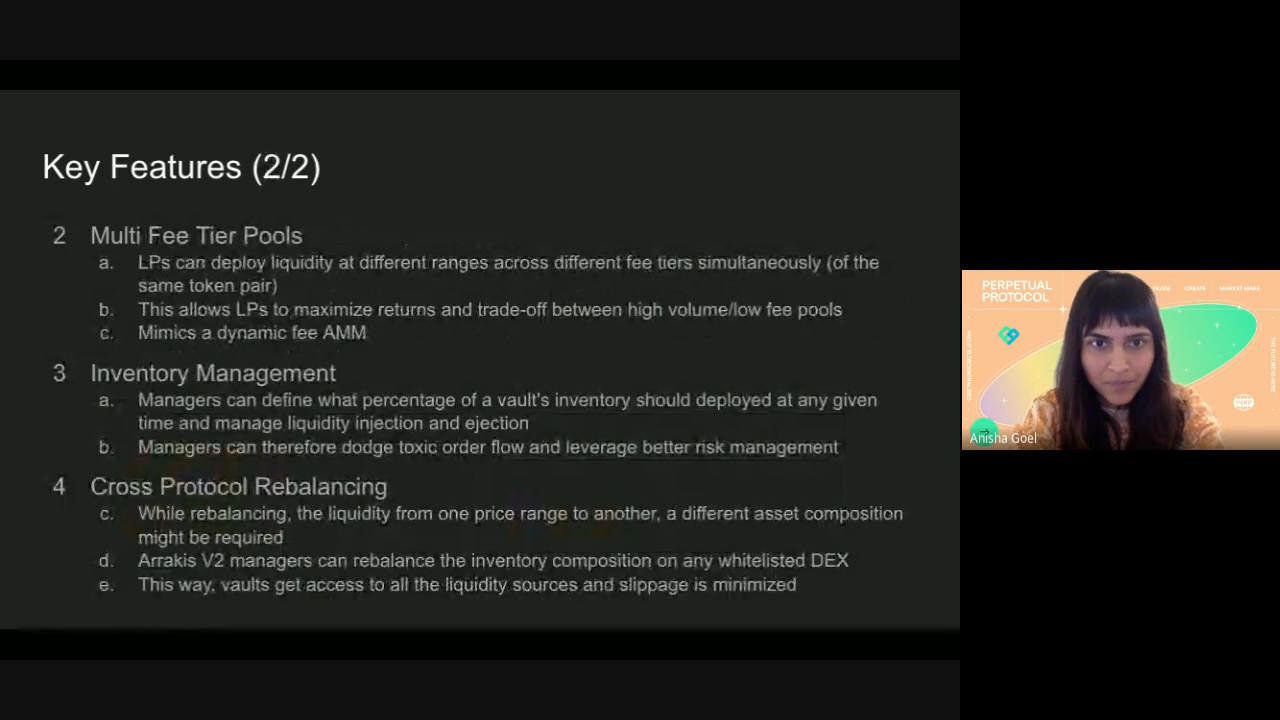 Key Features (2/2)
2 Multi Fee Tier Pools
a. LPs can deploy liquidity at different ranges across different fee tiers simultaneously (of the
same token pair)
b. This allows LPs to maximize returns and trade-off between high volume/low fee pools
c. Mimics a dynamic fee AMM
3 Inventory Management
a. Managers can define what percentage of a vault's inventory should deployed at any given
time and manage liquidity injection and ejection
b. Managers can therefore dodge toxic order flow and leverage better risk management
4 Cross Protocol Rebalancing
c. While rebalancing, the liquidity from one price range to another, a different asset composition
might be required
d. Arrakis V2 managers can rebalance the inventory composition on any whitelisted DEX
e. This way, vaults get access to all the liquidity sources and slippage is minimized
PERPETUAL
PROTOCOL
CREATE
MARKET MAKE
PERP
Anisha Goel